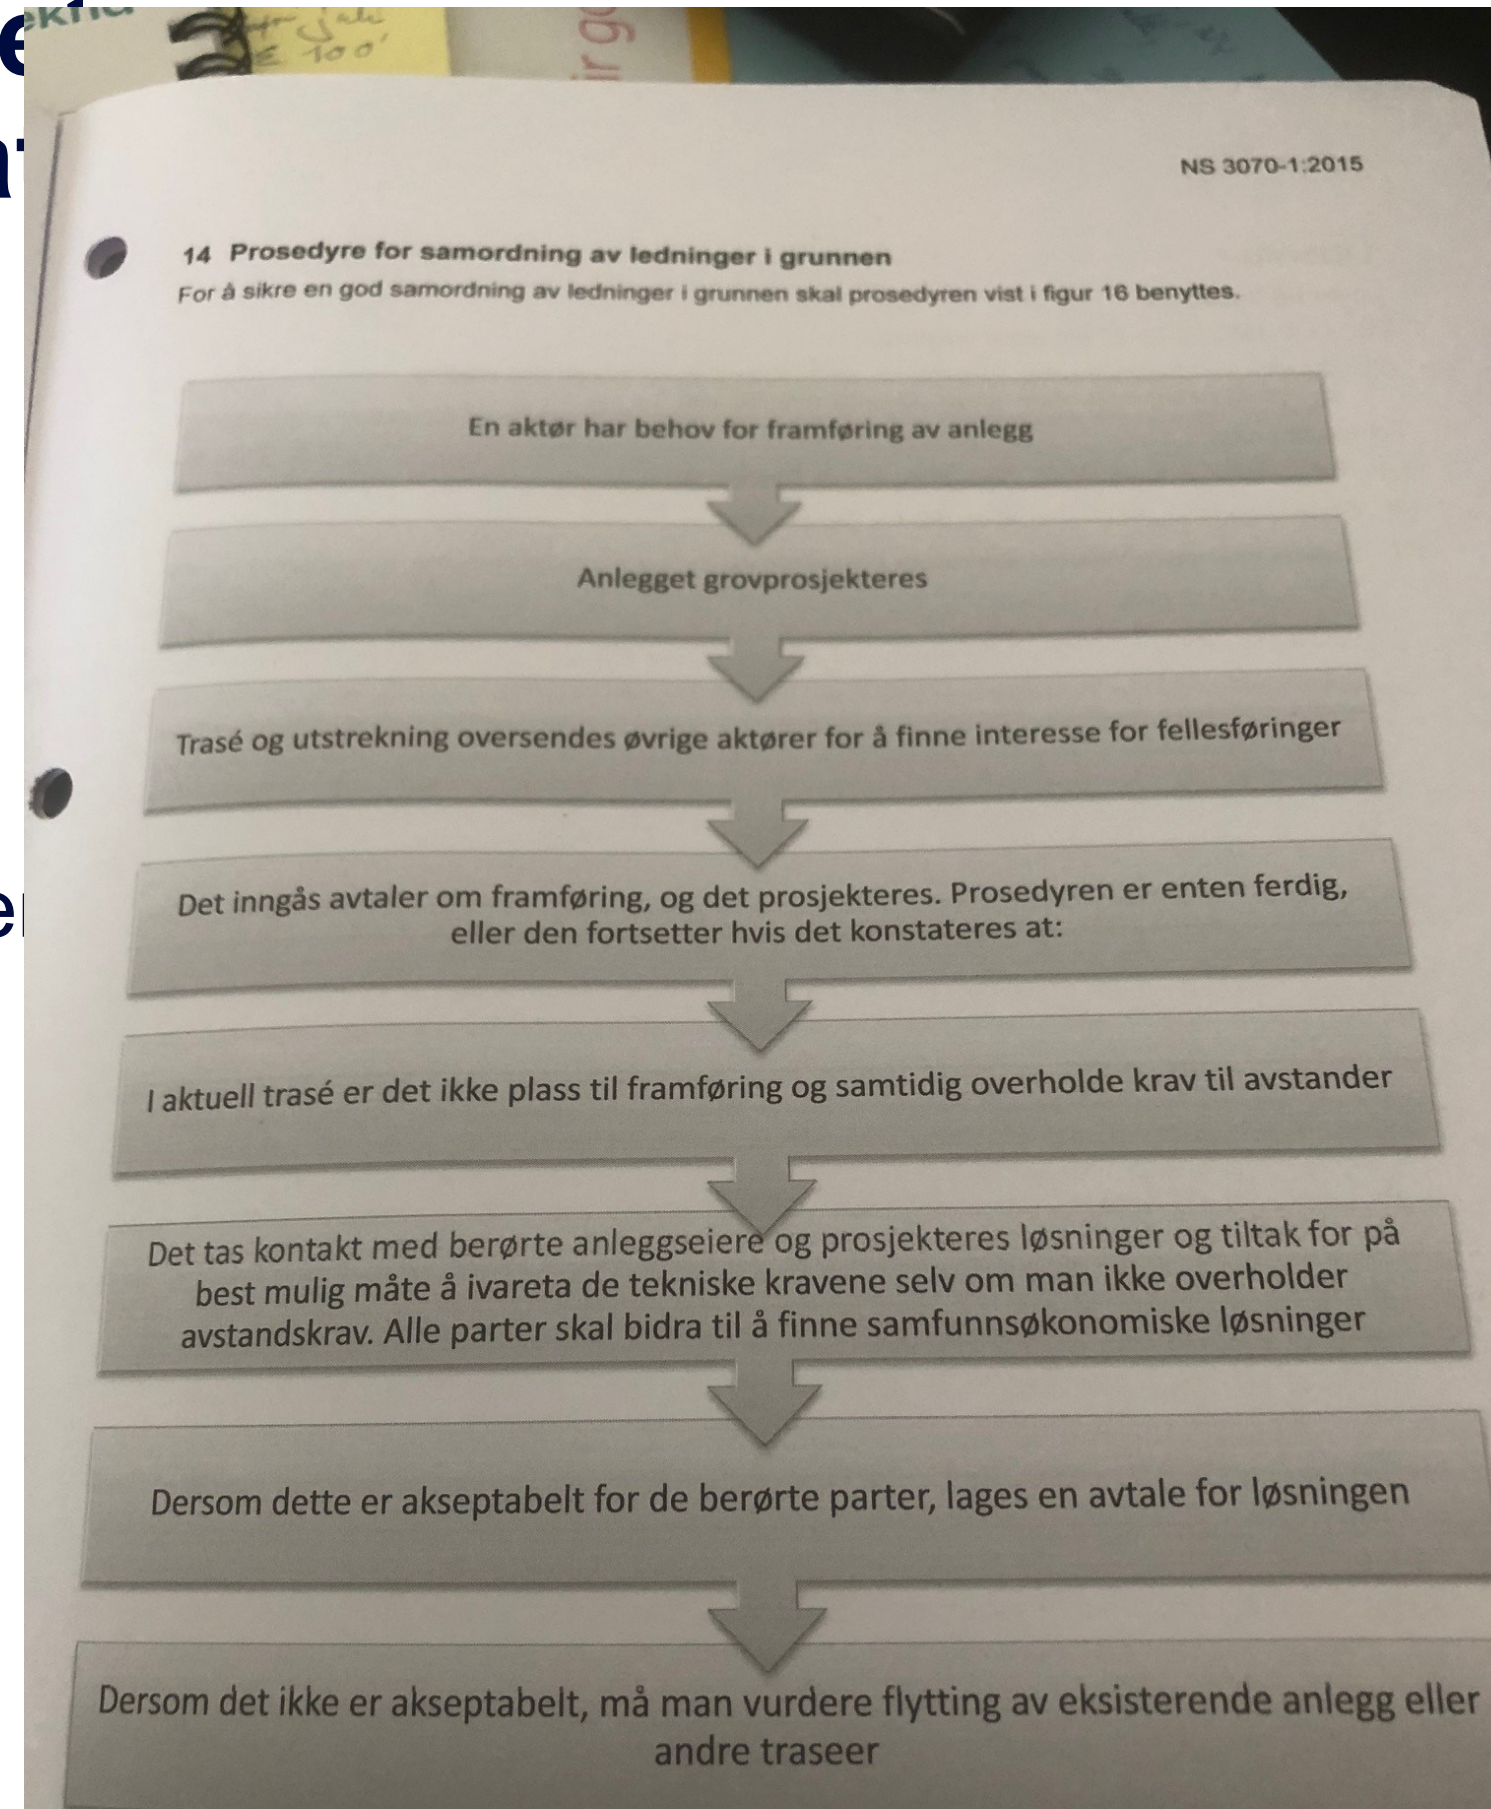 NS 3070-1:2015
14 Prosedyre for samordning av ledninger i grunnen
For å sikre en god samordning av ledninger i grunnen skal prosedyren vist i figur 16 benyttes.
En aktør har behov for framføring av anlegg
Anlegget grovprosjekteres
Trasé og utstrekning oversendes øvrige aktører for å finne interesse for fellesføringer
Det inngås avtaler om framføring, og det prosjekteres. Prosedyren er enten ferdig,
eller den fortsetter hvis det konstateres at:
I aktuell trasé er det ikke plass til framføring og samtidig overholde krav til avstander
Det tas kontakt med berørte anleggseiere og prosjekteres løsninger og tiltak for på
best mulig måte å ivareta de tekniske kravene selv om man ikke overholder
avstandskrav. Alle parter skal bidra til å finne samfunnsøkonomiske løsninger
Dersom dette er akseptabelt for de berørte parter, lages en avtale for løsningen
Dersom det ikke er akseptabelt, må man vurdere flytting av eksisterende anlegg eller
andre traseer